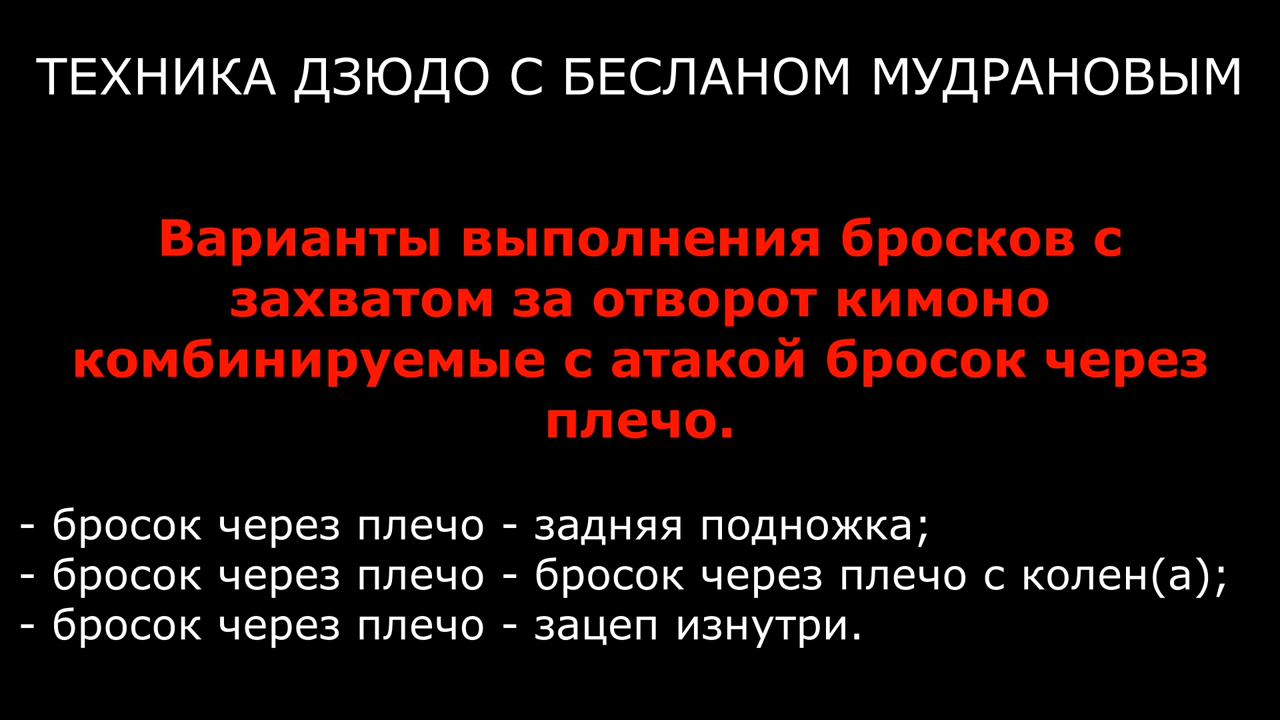 ТЕХНИКА ДЗЮДО С БЕСЛАНОМ МУДРАНОВЫМ
Варианты выполнения бросков с
захватом за отворот кимоно
комбинируемые с атакой бросок через
плечо.
- бросок через плечо - задняя подножка;
- бросок через плечо - бросок через плечо с колен(а);
- бросок через плечо - зацеп изнутри.